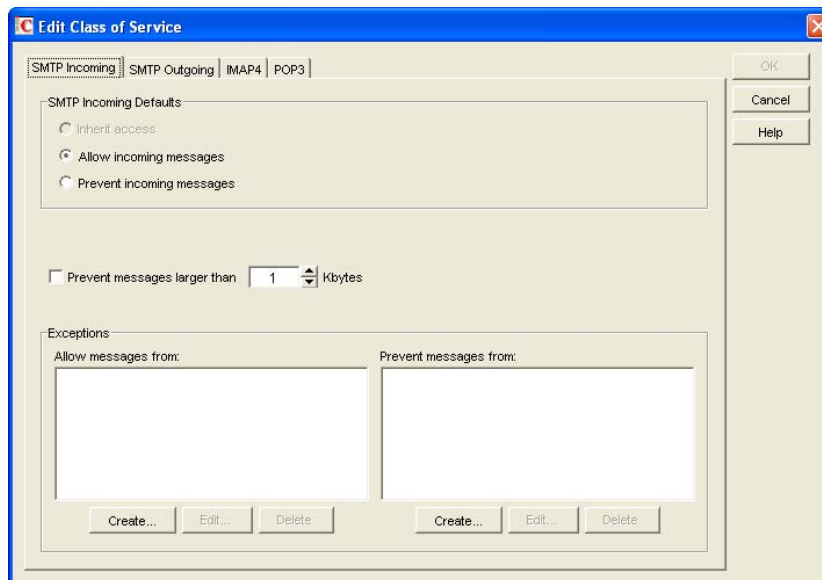 Edit Class of Service
SMTP Incoming SMTP Outgoing IMAP4 POP3
OK
Cancel
Help
SMTP Incoming Defaults
Inherit access
Allow incoming messages
Prevent incoming messages
Prevent messages larger than 1 Kbytes
Exceptions
Allow messages from: Prevent messages from:
Create... Edit... Delete Create... Edit... Delete